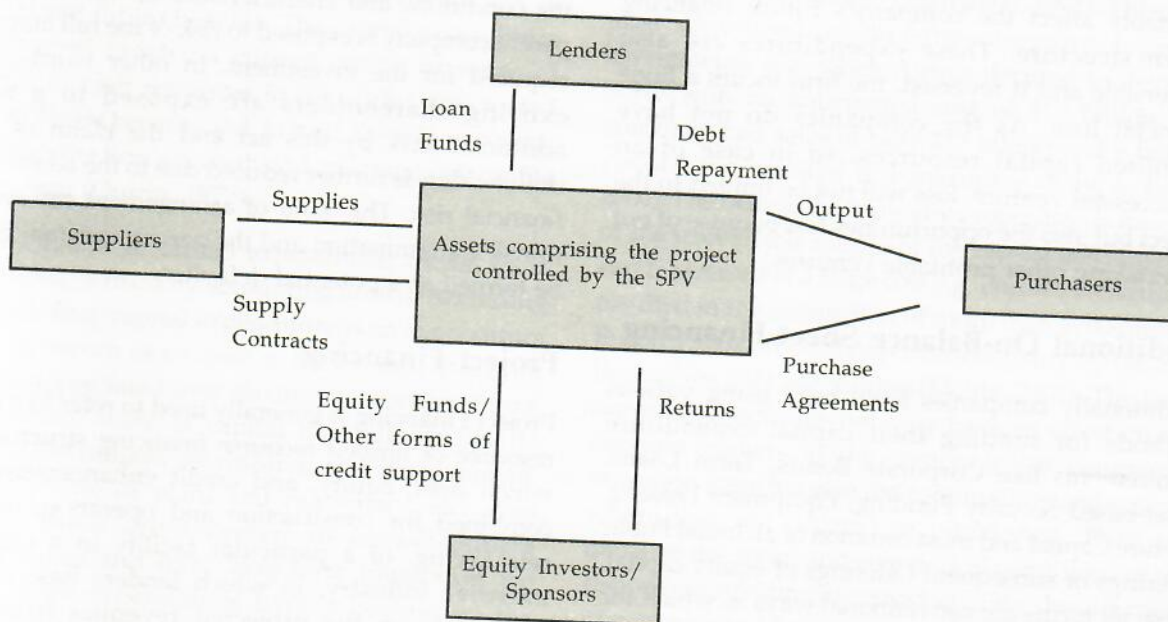 Lenders
Loan
Funds
Debt
Repayment
Suppliers
Supplies
Supply
Contracts
Assets comprising the project
controlled by the SPV
Output
Purchasers
Purchase
Agreements
Equity Funds/
Other forms of
credit support
Returns
Equity Investors/
Sponsors